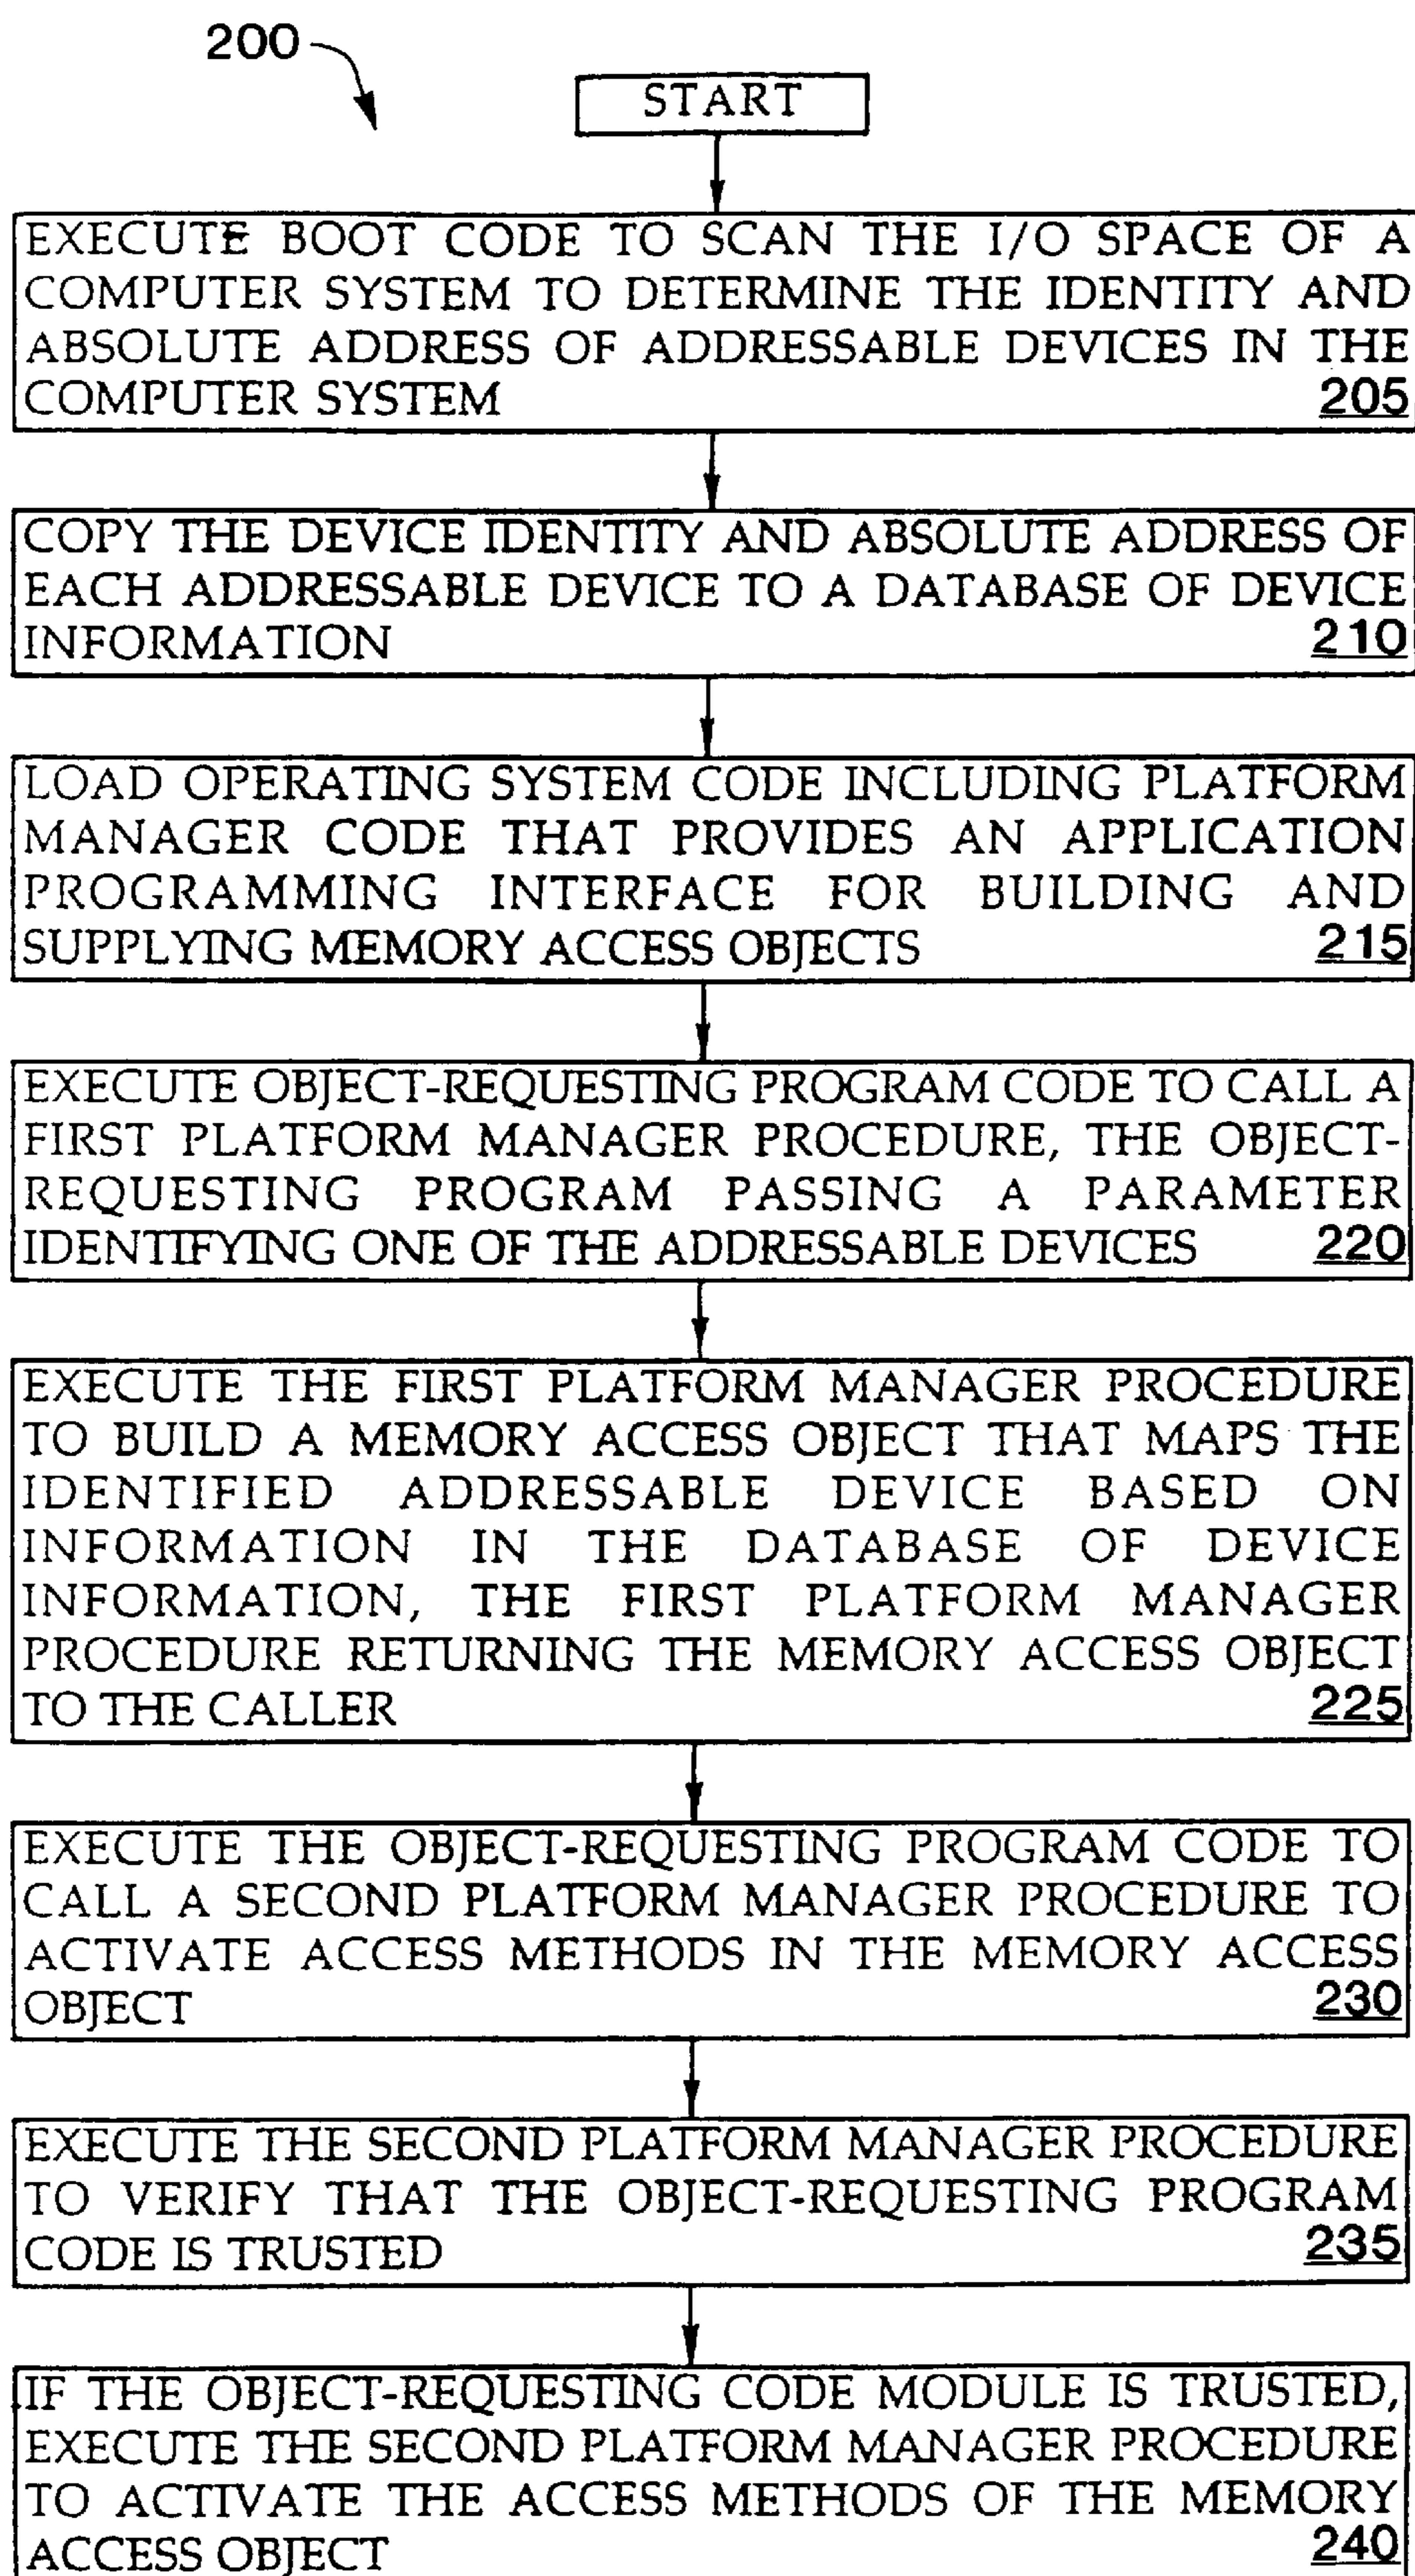 200
START
EXECUTE BOOT CODE TO SCAN THE I/O SPACE OF A
COMPUTER SYSTEM TO DETERMINE THE IDENTITY AND
ABSOLUTE ADDRESS OF ADDRESSABLE DEVICES IN THE
COMPUTER SYSTEM 205
COPY THE DEVICE IDENTITY AND ABSOLUTE ADDRESS OF
EACH ADDRESSABLE DEVICE TO A DATABASE OF DEVICE
INFORMATION 210
LOAD OPERATING SYSTEM CODE INCLUDING PLATFORM
MANAGER CODE THAT PROVIDES AN APPLICATION
PROGRAMMING INTERFACE FOR BUILDING AND
SUPPLYING MEMORY ACCESS OBJECTS 215
EXECUTE OBJECT-REQUESTING PROGRAM CODE TO CALL A
FIRST PLATFORM MANAGER PROCEDURE, THE OBJECT-
REQUESTING PROGRAM PASSING A PARAMETER
IDENTIFYING ONE OF THE ADDRESSABLE DEVICES 220
EXECUTE THE FIRST PLATFORM MANAGER PROCEDURE
TO BUILD A MEMORY ACCESS OBJECT THAT MAPS THE
IDENTIFIED ADDRESSABLE DEVICE BASED ON
INFORMATION IN THE DATABASE OF DEVICE
INFORMATION, THE FIRST PLATFORM MANAGER
PROCEDURE RETURNING THE MEMORY ACCESS OBJECT
TO THE CALLER 225
EXECUTE THE OBJECT-REQUESTING PROGRAM CODE TO
CALL A SECOND PLATFORM MANAGER PROCEDURE TO
ACTIVATE ACCESS METHODS IN THE MEMORY ACCESS
OBJECT 230
EXECUTE THE SECOND PLATFORM MANAGER PROCEDURE
TO VERIFY THAT THE OBJECT-REQUESTING PROGRAM
CODE IS TRUSTED 235
IF THE OBJECT-REQUESTING CODE MODULE IS TRUSTED,
EXECUTE THE SECOND PLATFORM MANAGER PROCEDURE
TO ACTIVATE THE ACCESS METHODS OF THE MEMORY
ACCESS OBJECT 240